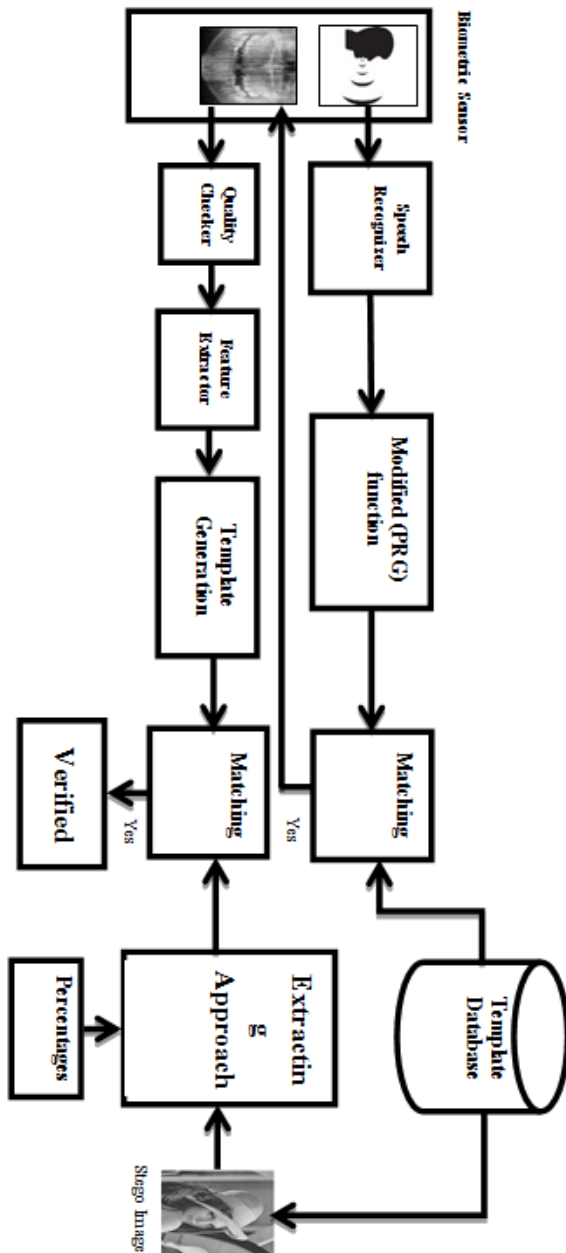 Biometric Sensor
Speech
Recognizer
Modified (PRG)
function
Matching
Template
Database
Yes
Quality
Checker
Feature
Extractor
Template
Generation
Matching
Extractin
g
Approach
Stego Image
Yes
Verified
Percentages